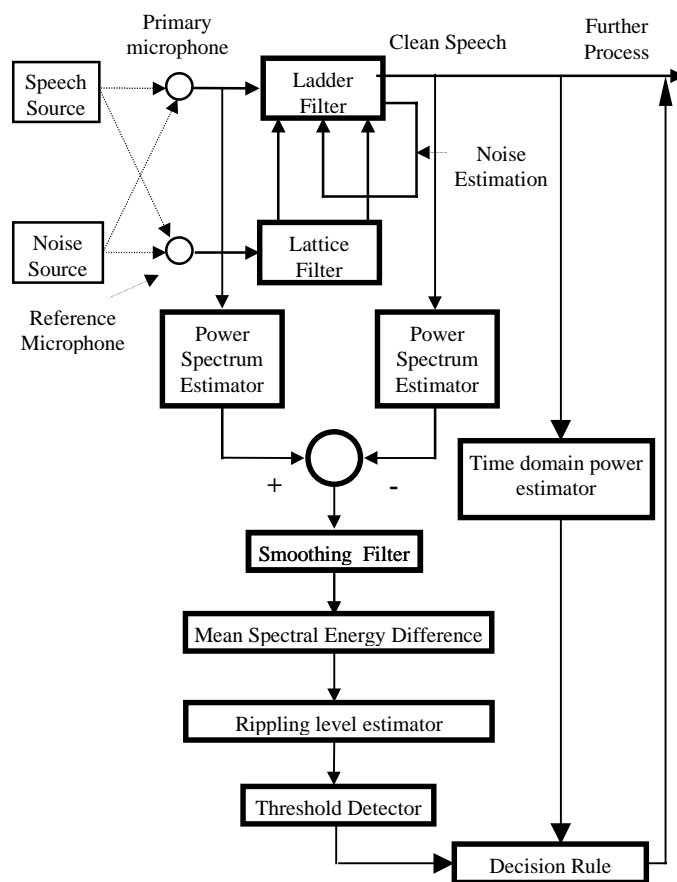 Primary
microphone
Clean Speech
Further
Process
Speech
Source
Ladder
Filter
Noise
Estimation
Noise
Source
Lattice
Filter
Reference
Microphone
Power
Spectrum
Estimator
Power
Spectrum
Estimator
+
-
Time domain power
estimator
Smoothing Filter
Mean Spectral Energy Difference
Rippling level estimator
Threshold Detector
Decision Rule